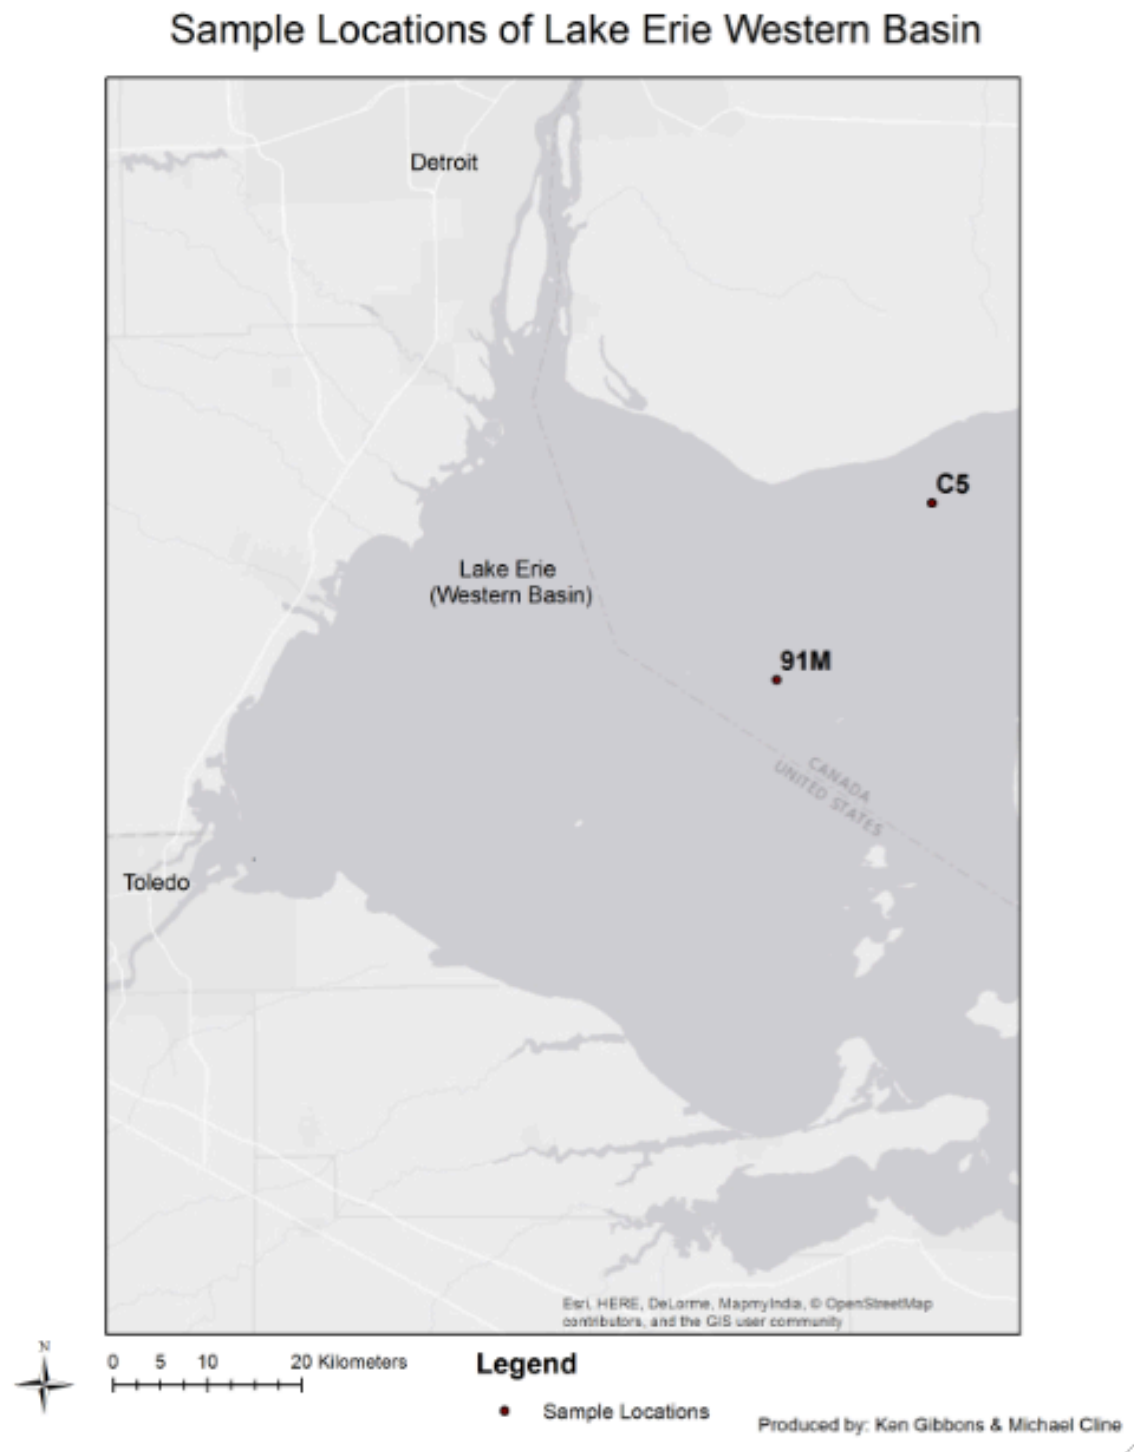 Sample Locations of Lake Erie Western Basin
Detroit
C5
Lake Erie
(Western Basin)
91M
CANADA
UNITED STATES
Toledo
Esri, HERE, DeLorme, MapmyIndia, © OpenStreetMap
contributors, and the GIS user community
N
0 5 10 20 Kilometers
Legend
Sample Locations
Produced by: Ken Gibbons & Michael Cline